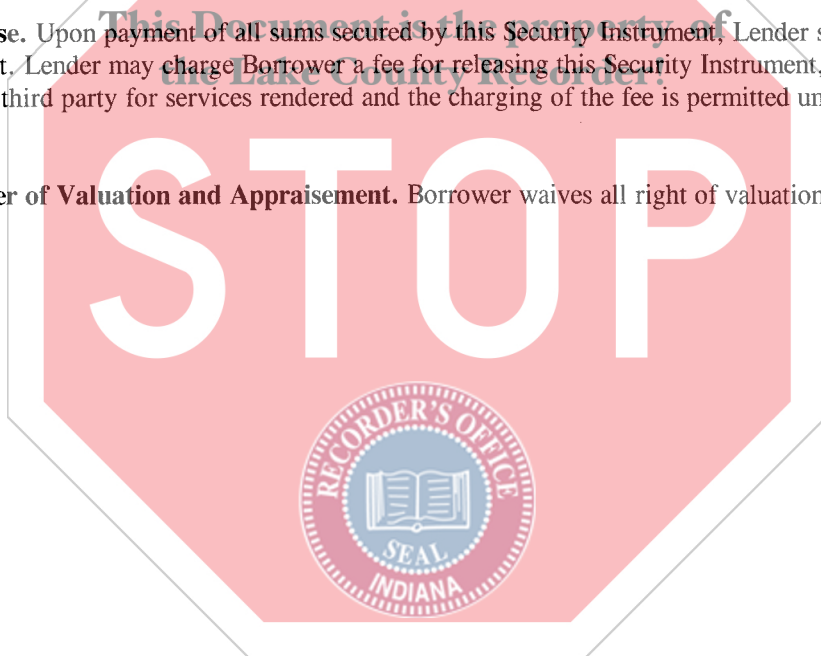 This Document is the property of
se. Upon payment of all sums secured by this Security Instrument, Lender s
t. Lender may charge Borrower a fee for releasing this Security Instrument,
the Lake County Recorder!
third party for services rendered and the charging of the fee is permitted un
er of Valuation and Appraisement. Borrower waives all right of valuation
STOP
RECORDER'S OFFICE
SEAL
INDIANA